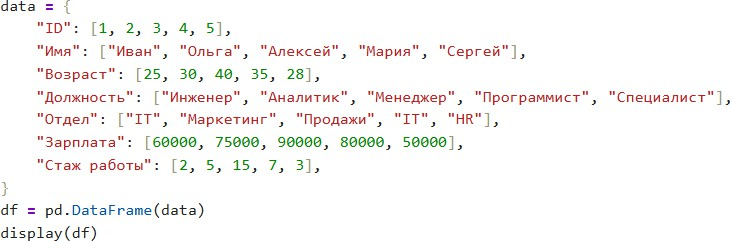 data = {
    "ID": [1, 2, 3, 4, 5],
    "Имя": ["Иван", "Ольга", "Алексей", "Мария", "Сергей"],
    "Возраст": [25, 30, 40, 35, 28],
    "Должность": ["Инженер", "Аналитик", "Менеджер", "Программист", "Специалист"],
    "Отдел": ["IT", "Маркетинг", "Продажи", "IT", "HR"],
    "Зарплата": [60000, 75000, 90000, 80000, 50000],
    "Стаж работы": [2, 5, 15, 7, 3],
}
df = pd.DataFrame(data)
display(df)